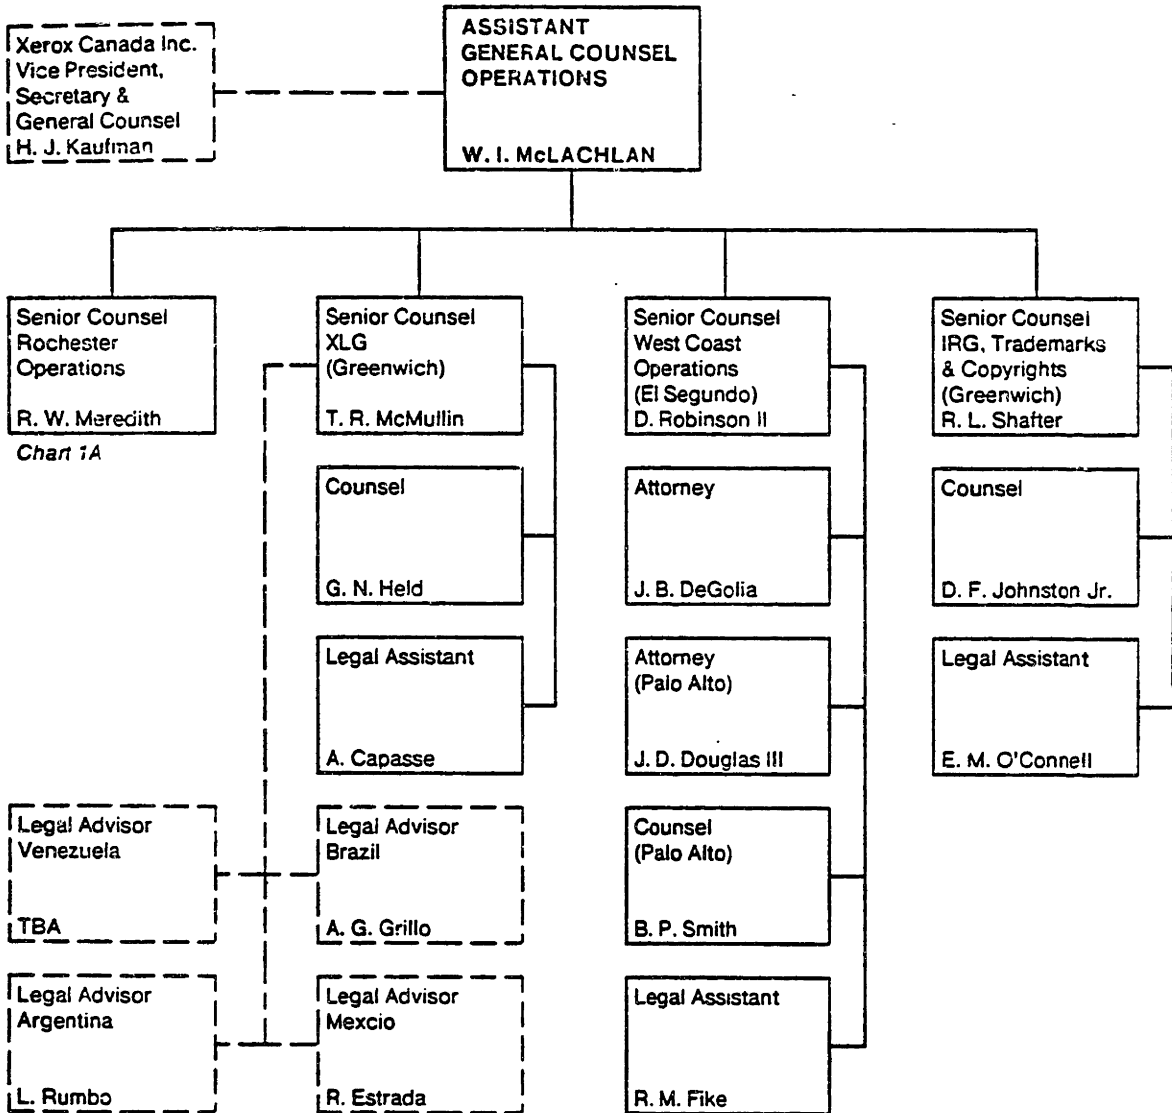 Xerox Canada Inc.
Vice President,
Secretary &
General Counsel
H. J. Kaufman
ASSISTANT
GENERAL COUNSEL
OPERATIONS
W. I. McLACHLAN
Senior Counsel
Rochester
Operations
R. W. Meredith
Chart 1A
Senior Counsel
XLG
(Greenwich)
T. R. McMullin
Senior Counsel
West Coast
Operations
(El Segundo)
D. Robinson II
Senior Counsel
IRG, Trademarks
& Copyrights
(Greenwich)
R. L. Shafter
Counsel
G. N. Held
Attorney
J. B. DeGolia
Counsel
D. F. Johnston Jr.
Legal Assistant
A. Capasse
Attorney
(Palo Alto)
J. D. Douglas III
Legal Assistant
E. M. O'Connell
Legal Advisor
Venezuela
TBA
Legal Advisor
Brazil
A. G. Grillo
Counsel
(Palo Alto)
B. P. Smith
Legal Advisor
Argentina
L. Rumbo
Legal Advisor
Mexcio
R. Estrada
Legal Assistant
R. M. Fike